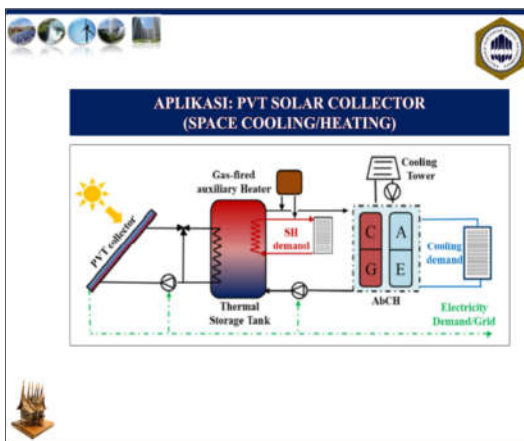 APLIKASI: PVT SOLAR COLLECTOR
(SPACE COOLING/HEATING)
Gas-fired
auxiliary Heater
Cooling
Tower
PVT collector
SH
demand
C
A
G
E
Cooling
demand
AbCH
Thermal
Storage Tank
Electricity
Demand/Grid